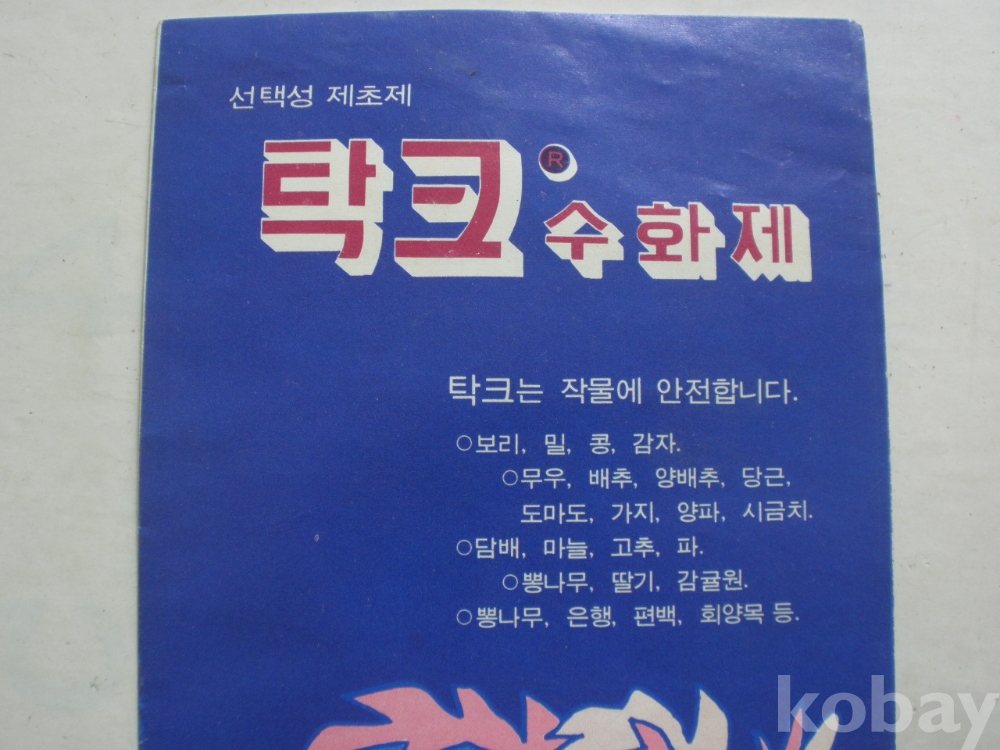 선택성 제초제
탁크®
수화제
탁크는 작물에 안전합니다.
○보리, 밀, 콩, 감자.
○무우, 배추, 양배추, 당근,
도마도, 가지, 양파, 시금치.
○담배, 마늘, 고추, 파.
○뽕나무, 딸기, 감귤원.
○뽕나무, 은행, 편백, 회양목 등.
kobay